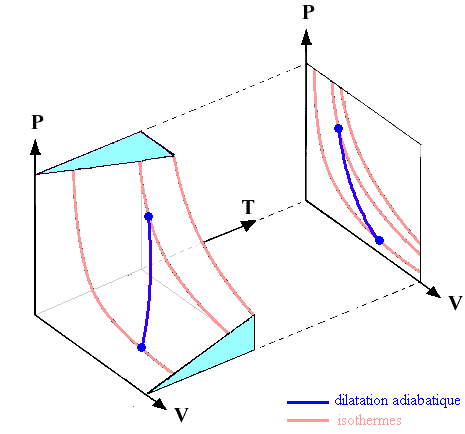 P
P
T
V
V
dilatation adiabatique
isothermes